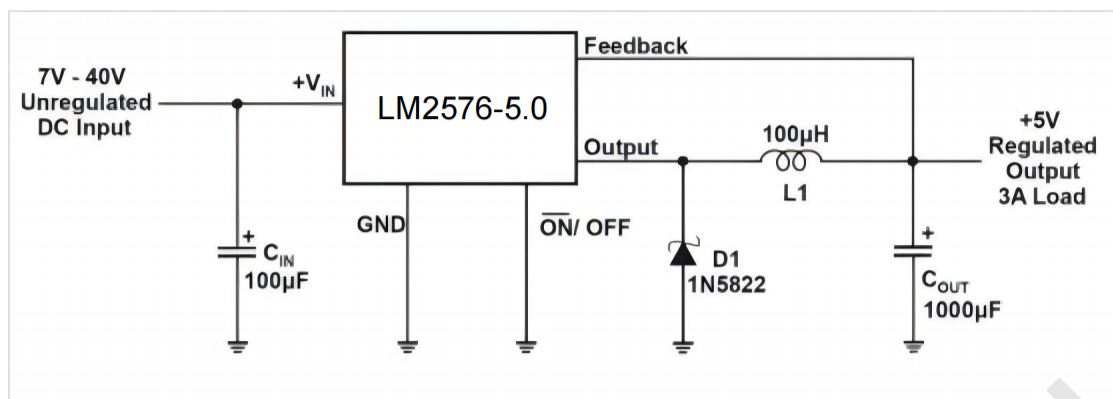 7V - 40V
Unregulated
DC Input
+VIN
LM2576-5.0
Feedback
Output
100µH
L1
+5V
Regulated
Output
3A Load
GND
ON/ OFF
+
CIN
100µF
D1
1N5822
+
COUT
1000µF